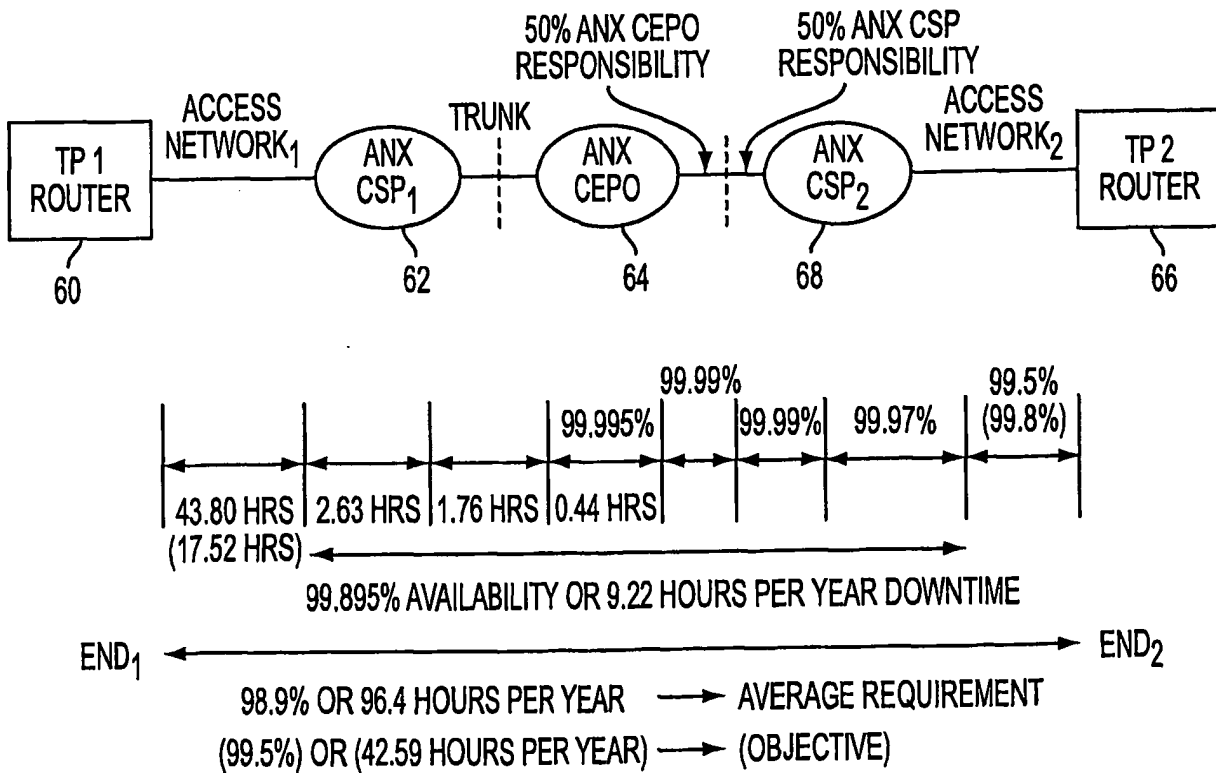 50% ANX CEPO
RESPONSIBILITY
50% ANX CSP
RESPONSIBILITY
TP 1
ROUTER
ACCESS
NETWORK₁
ANX
CSP₁
TRUNK
ANX
CEPO
ANX
CSP₂
ACCESS
NETWORK₂
TP 2
ROUTER
60
62
64
68
66
99.99%
99.5%
(99.8%)
99.995%
99.99%
99.97%
43.80 HRS
(17.52 HRS)
2.63 HRS
1.76 HRS
0.44 HRS
99.895% AVAILABILITY OR 9.22 HOURS PER YEAR DOWNTIME
END₁
END₂
98.9% OR 96.4 HOURS PER YEAR → AVERAGE REQUIREMENT
(99.5%) OR (42.59 HOURS PER YEAR) → (OBJECTIVE)